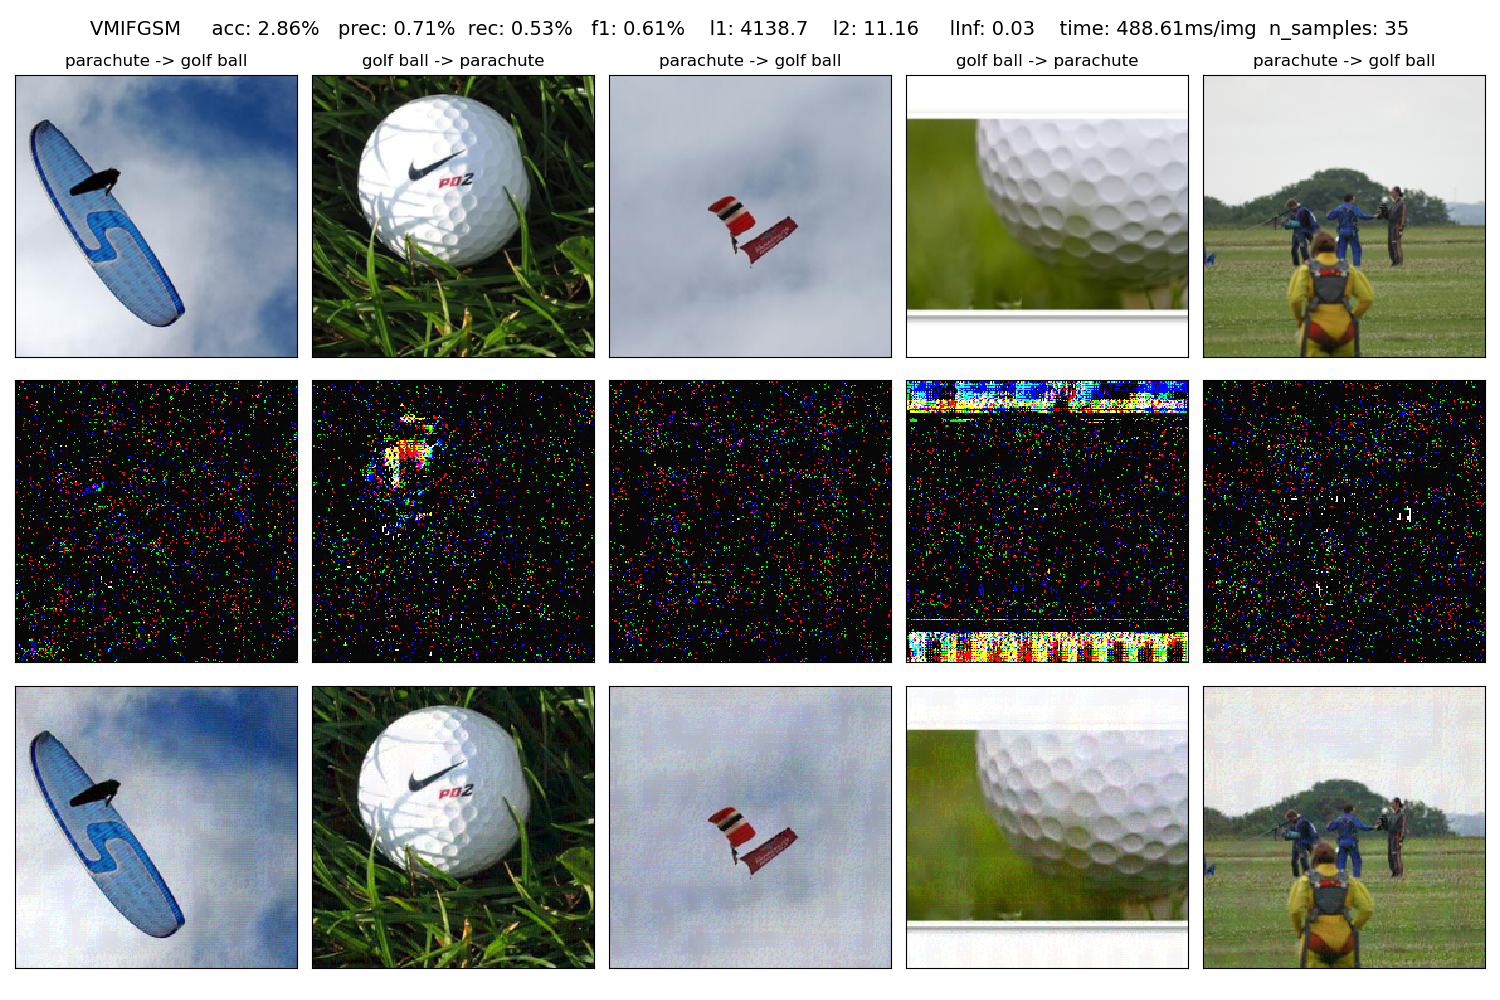 VMIFGSM acc: 2.86% prec: 0.71% rec: 0.53% f1: 0.61% l1: 4138.7 l2: 11.16 lInf: 0.03 time: 488.61ms/img n_samples: 35
parachute -> golf ball
golf ball -> parachute
parachute -> golf ball
golf ball -> parachute
parachute -> golf ball
PD2
PD2